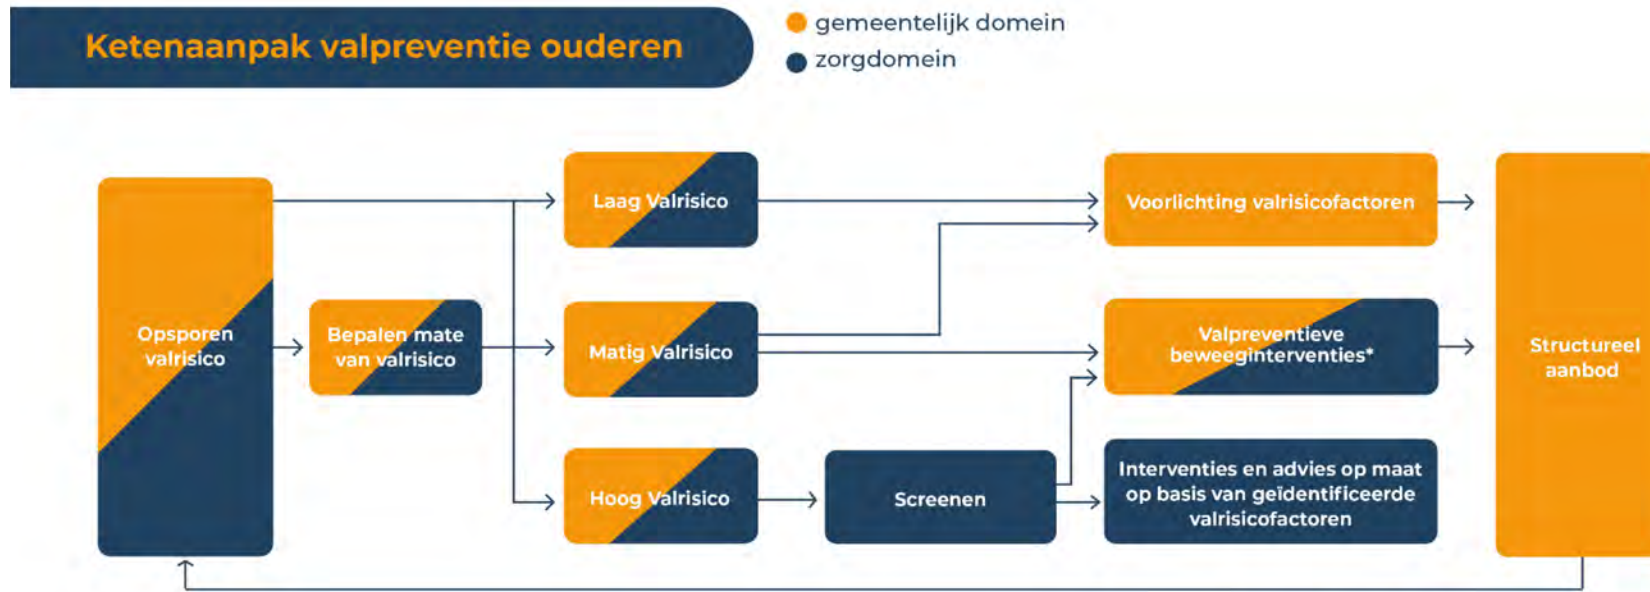 Ketenaanpak valpreventie ouderen
gemeentelijk domein
zorgdomein
Opsporen
valrisico
Bepalen mate
van valrisico
Laag Valrisico
Matig Valrisico
Hoog Valrisico
Screenen
Voorlichting valrisicofactoren
Valpreventieve
beweeginterventies*
Interventies en advies op maat
op basis van geïdentificeerde
valrisicofactoren
Structureel
aanbod